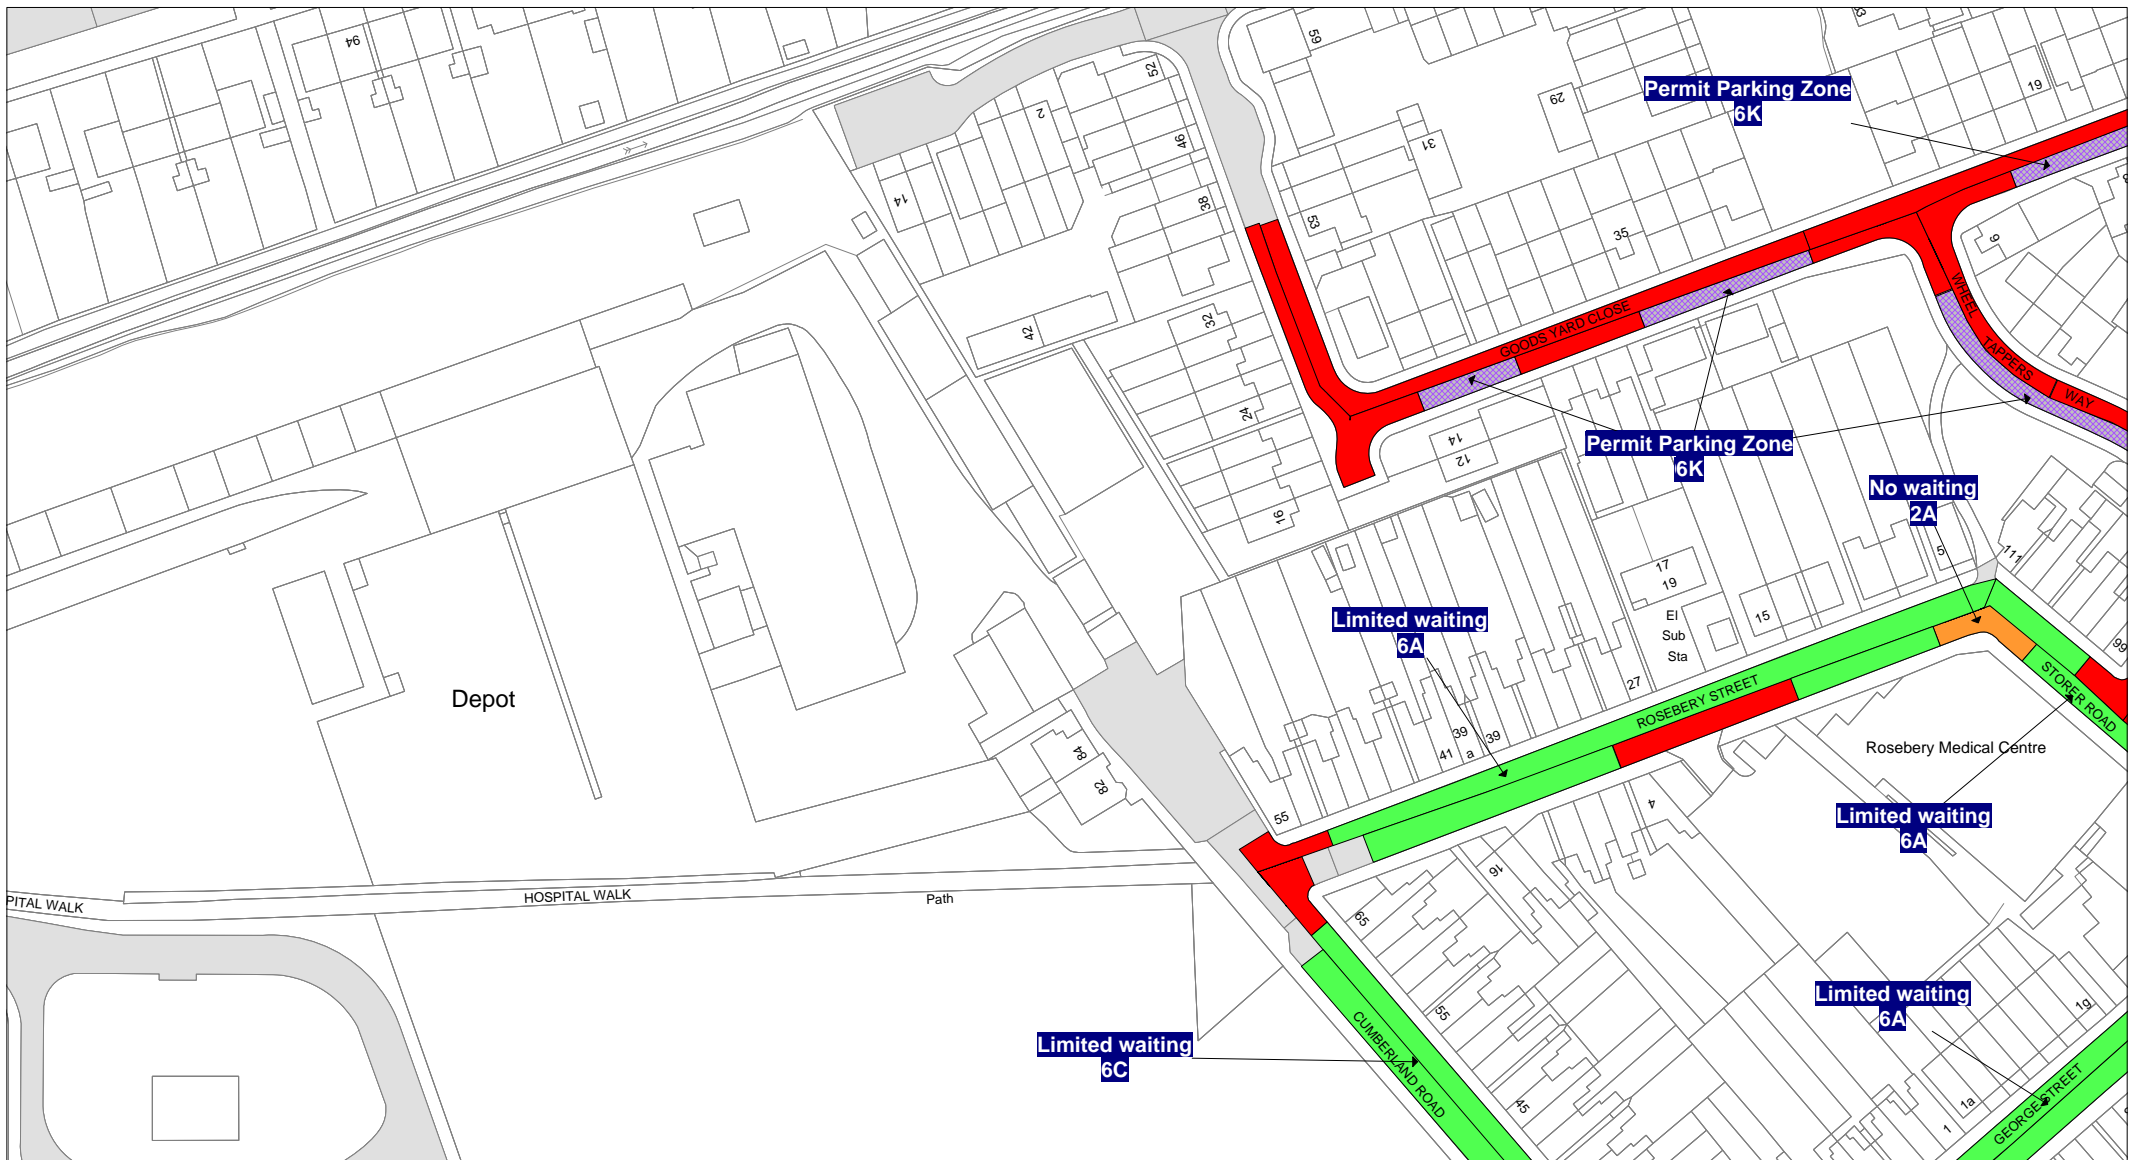 94
52
65
33
2
46
29
31
Permit Parking Zone
6K
19
14
38
53
35
9
42
32
GOODS YARD CLOSE
WHEEL
TAPPERS
WAY
24
14
12
16
Permit Parking Zone
6K
No waiting
2A
5
111
17
19
El
Sub
Sta
15
Limited waiting
6A
27
99
STORER ROAD
ROSEBERY STREET
Depot
84
82
41
39
a
39
Rosebery Medical Centre
55
4
16
Limited waiting
6A
PITAL WALK
HOSPITAL WALK
Path
65
55
45
Limited waiting
6C
CUMBERLAND ROAD
Limited waiting
6A
1g
1a
1
GEORGE STREET